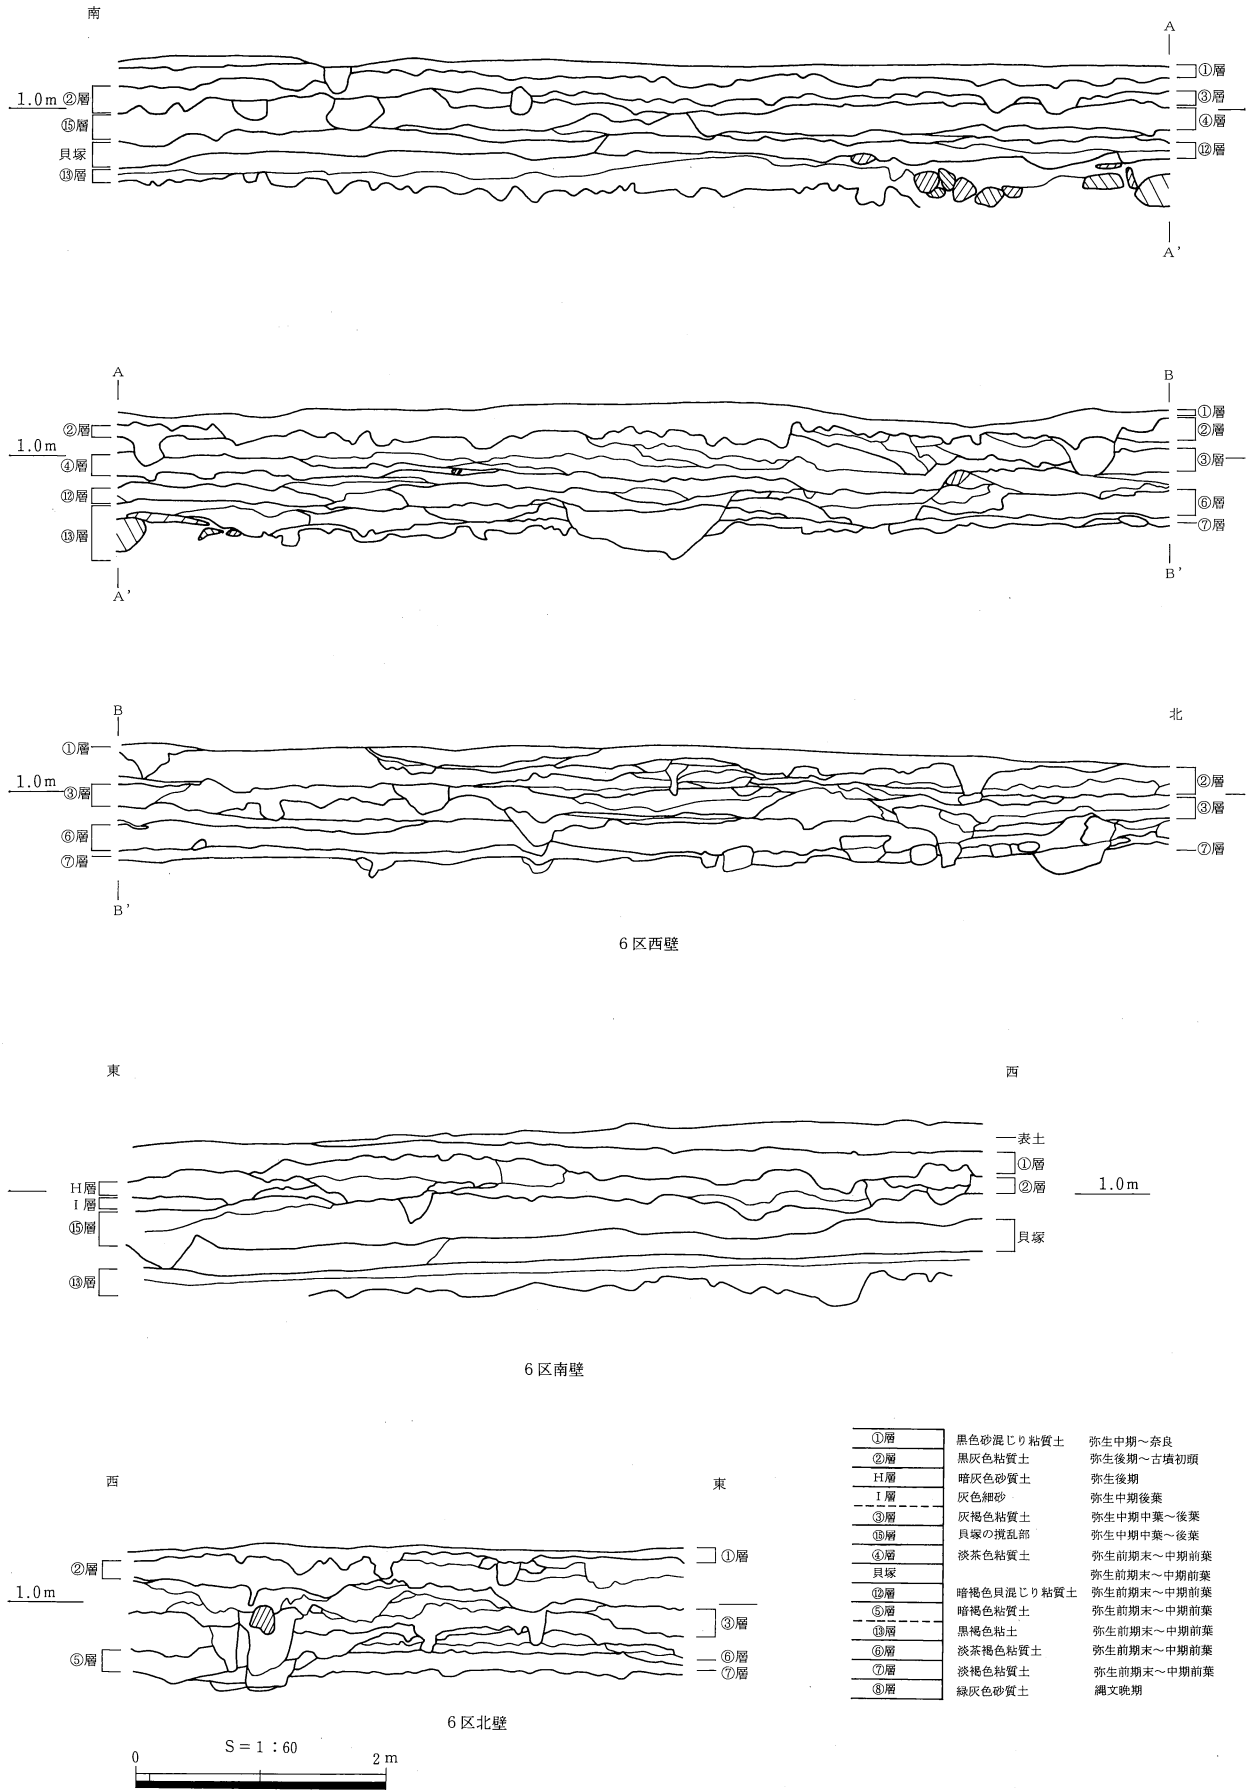 南
A
1.0m
②層
⑮層
貝塚
⑬層
①層
③層
④層
⑫層
A'
A
B
②層
1.0m
④層
⑫層
⑬層
①層
②層
③層
⑥層
⑦層
A'
B'
B
北
①層
1.0m
③層
⑥層
⑦層
②層
③層
⑦層
B'
6区西壁
東
西
H層
I層
⑮層
⑬層
表土
①層
②層
1.0m
貝塚
6区南壁
西
東
②層
1.0m
⑤層
①層
③層
⑥層
⑦層
6区北壁
①層 黒色砂混じり粘質土 弥生中期～奈良
②層 黒灰色粘質土 弥生後期～古墳初頭
H層 暗灰色砂質土 弥生後期
I層 灰色細砂 弥生中期後葉
③層 灰褐色粘質土 弥生中期中葉～後葉
⑮層 貝塚の撹乱部 弥生中期中葉～後葉
④層 淡茶色粘質土 弥生前期末～中期前葉
貝塚 弥生前期末～中期前葉
⑫層 暗褐色貝混じり粘質土 弥生前期末～中期前葉
⑤層 暗褐色粘質土 弥生前期末～中期前葉
⑬層 黒褐色粘土 弥生前期末～中期前葉
⑥層 淡茶褐色粘質土 弥生前期末～中期前葉
⑦層 淡褐色粘質土 弥生前期末～中期前葉
⑧層 緑灰色砂質土 縄文晩期
S=1:60
0 2m